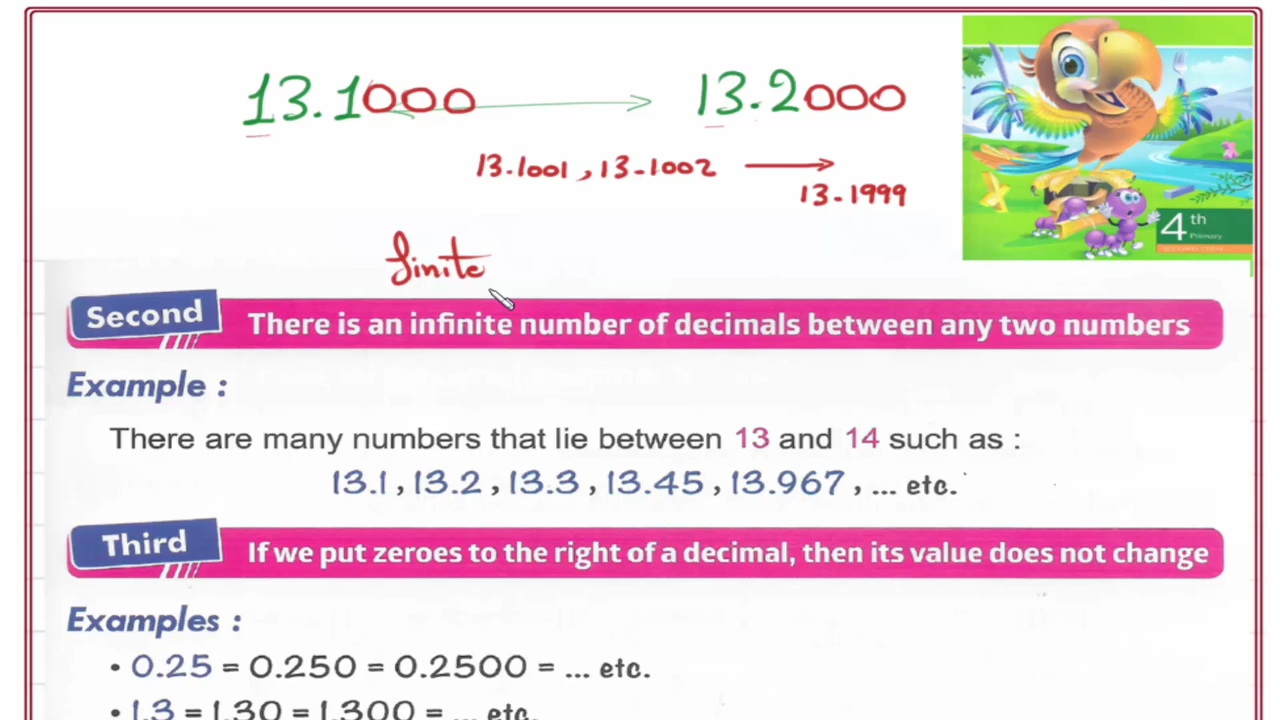 13.1000 → 13.2000
13.1001 , 13.1002 → 13.1999
finite
4th
Primary
Second There is an infinite number of decimals between any two numbers
Example :
There are many numbers that lie between 13 and 14 such as :
13.1 , 13.2 , 13.3 , 13.45 , 13.967 , ... etc.
Third If we put zeroes to the right of a decimal, then its value does not change
Examples :
• 0.25 = 0.250 = 0.2500 = ... etc.
• 1.3 = 1.30 = 1.300 = ... etc.